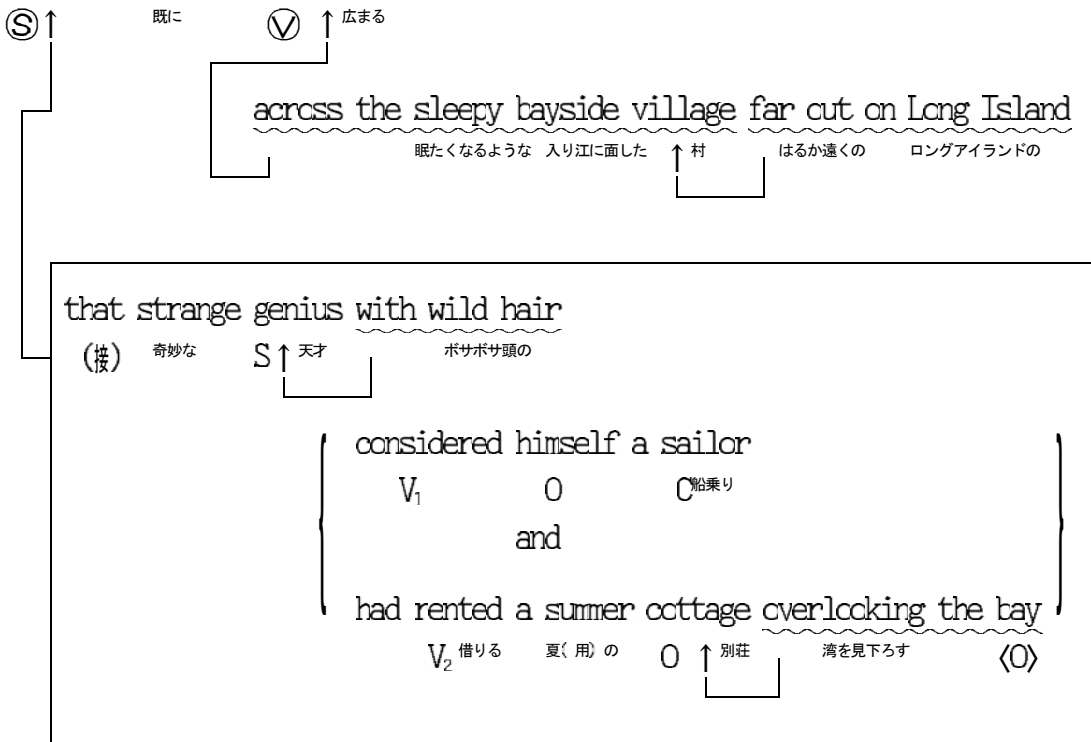 Ⓢ↑ 既に Ⓥ ↑ 広まる
across the sleepy bayside village far out on Long Island
眠たくなるような 入り江に面した ↑ 村 はるか遠くの ロングアイランドの
that strange genius with wild hair
(接) 奇妙な S↑ 天才 ボサボサ頭の
considered himself a sailor
V₁ O C 船乗り
and
had rented a summer cottage overlooking the bay
V₂ 借りる 夏(用)の O ↑ 別荘 湾を見下ろす 〈O〉